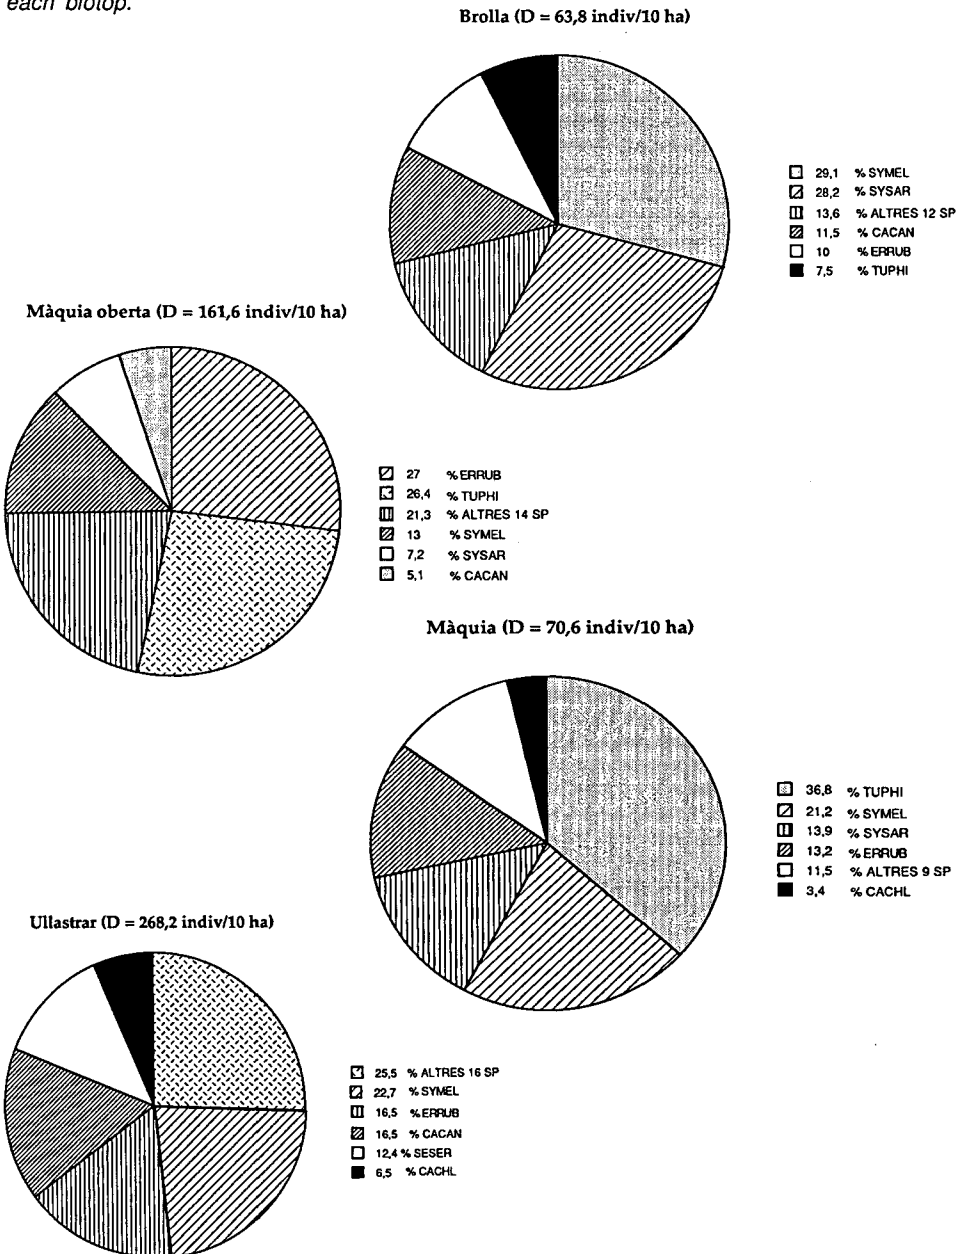 each biotop.
Brolla (D = 63,8 indiv/10 ha)
29,1 % SYMEL
28,2 % SYSAR
13,6 % ALTRES 12 SP
11,5 % CACAN
10 % ERRUB
7,5 % TUPHI
Màquia oberta (D = 161,6 indiv/10 ha)
27 % ERRUB
26,4 % TUPHI
21,3 % ALTRES 14 SP
13 % SYMEL
7,2 % SYSAR
5,1 % CACAN
Màquia (D = 70,6 indiv/10 ha)
36,8 % TUPHI
21,2 % SYMEL
13,9 % SYSAR
13,2 % ERRUB
11,5 % ALTRES 9 SP
3,4 % CACHL
Ullastrar (D = 268,2 indiv/10 ha)
25,5 % ALTRES 16 SP
22,7 % SYMEL
16,5 % ERRUB
16,5 % CACAN
12,4 % SESER
6,5 % CACHL